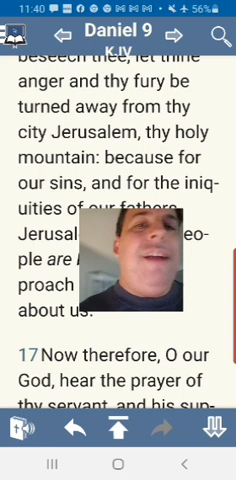 11:40
56%
Daniel 9
KJV
beseech thee, let thine
anger and thy fury be
turned away from thy
city Jerusalem, thy holy
mountain: because for
our sins, and for the iniq-
uities of our fathers,
Jerusal eo-
ple are
proach
about us.
17 Now therefore, O our
God, hear the prayer of
thy servant, and his sup-